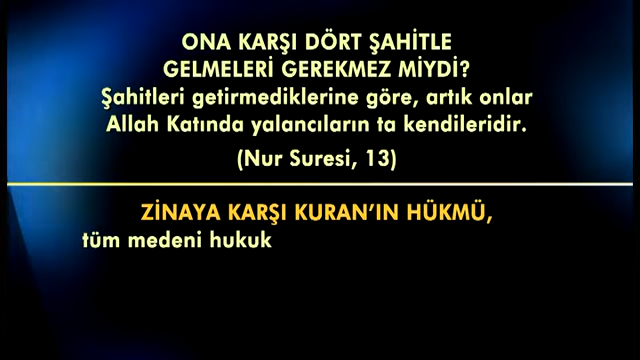 ONA KARŞI DÖRT ŞAHİTLE
GELMELERİ GEREKMEZ MİYDİ?
Şahitleri getirmediklerine göre, artık onlar
Allah Katında yalancıların ta kendileridir.
(Nur Suresi, 13)
ZİNAYA KARŞI KURAN’IN HÜKMÜ,
tüm medeni hukuk